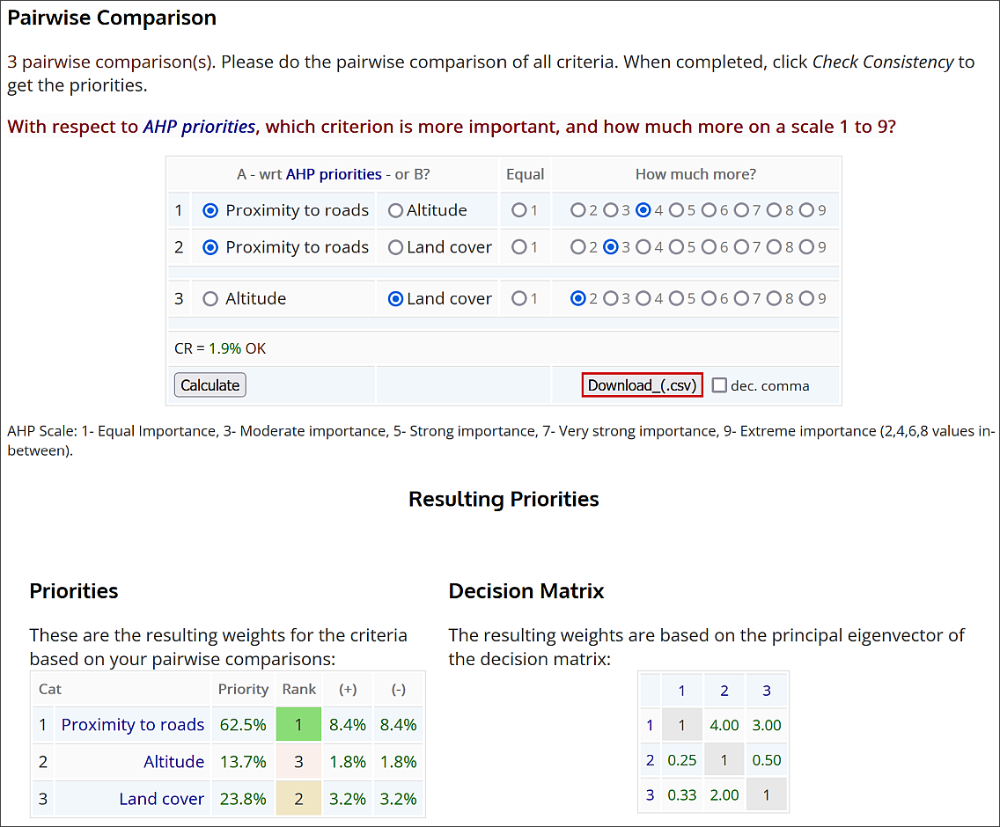 Pairwise Comparison
3 pairwise comparison(s). Please do the pairwise comparison of all criteria. When completed, click Check Consistency to
get the priorities.
With respect to AHP priorities, which criterion is more important, and how much more on a scale 1 to 9?
A - wrt AHP priorities - or B? Equal How much more?
1 Proximity to roads Altitude 1 2 3 4 5 6 7 8 9
2 Proximity to roads Land cover 1 2 3 4 5 6 7 8 9
3 Altitude Land cover 1 2 3 4 5 6 7 8 9
CR = 1.9% OK
Calculate Download_(.csv) dec. comma
AHP Scale: 1- Equal Importance, 3- Moderate importance, 5- Strong importance, 7- Very strong importance, 9- Extreme importance (2,4,6,8 values in-
between).
Resulting Priorities
Priorities
These are the resulting weights for the criteria
based on your pairwise comparisons:
Cat Priority Rank (+) (-)
1 Proximity to roads 62.5% 1 8.4% 8.4%
2 Altitude 13.7% 3 1.8% 1.8%
3 Land cover 23.8% 2 3.2% 3.2%
Decision Matrix
The resulting weights are based on the principal eigenvector of
the decision matrix:
1 2 3
1 1 4.00 3.00
2 0.25 1 0.50
3 0.33 2.00 1